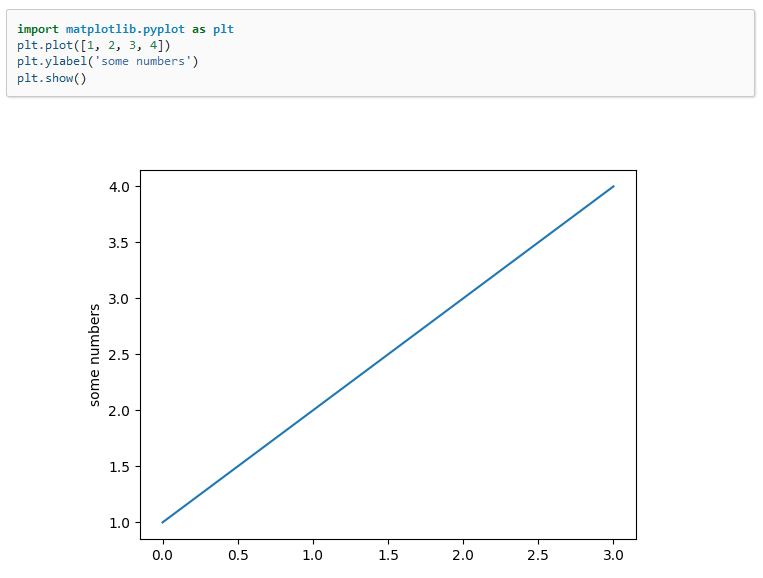 import matplotlib.pyplot as plt
plt.plot([1, 2, 3, 4])
plt.ylabel('some numbers')
plt.show()
4.0
3.5
3.0
2.5
2.0
1.5
1.0
some numbers
0.0 0.5 1.0 1.5 2.0 2.5 3.0